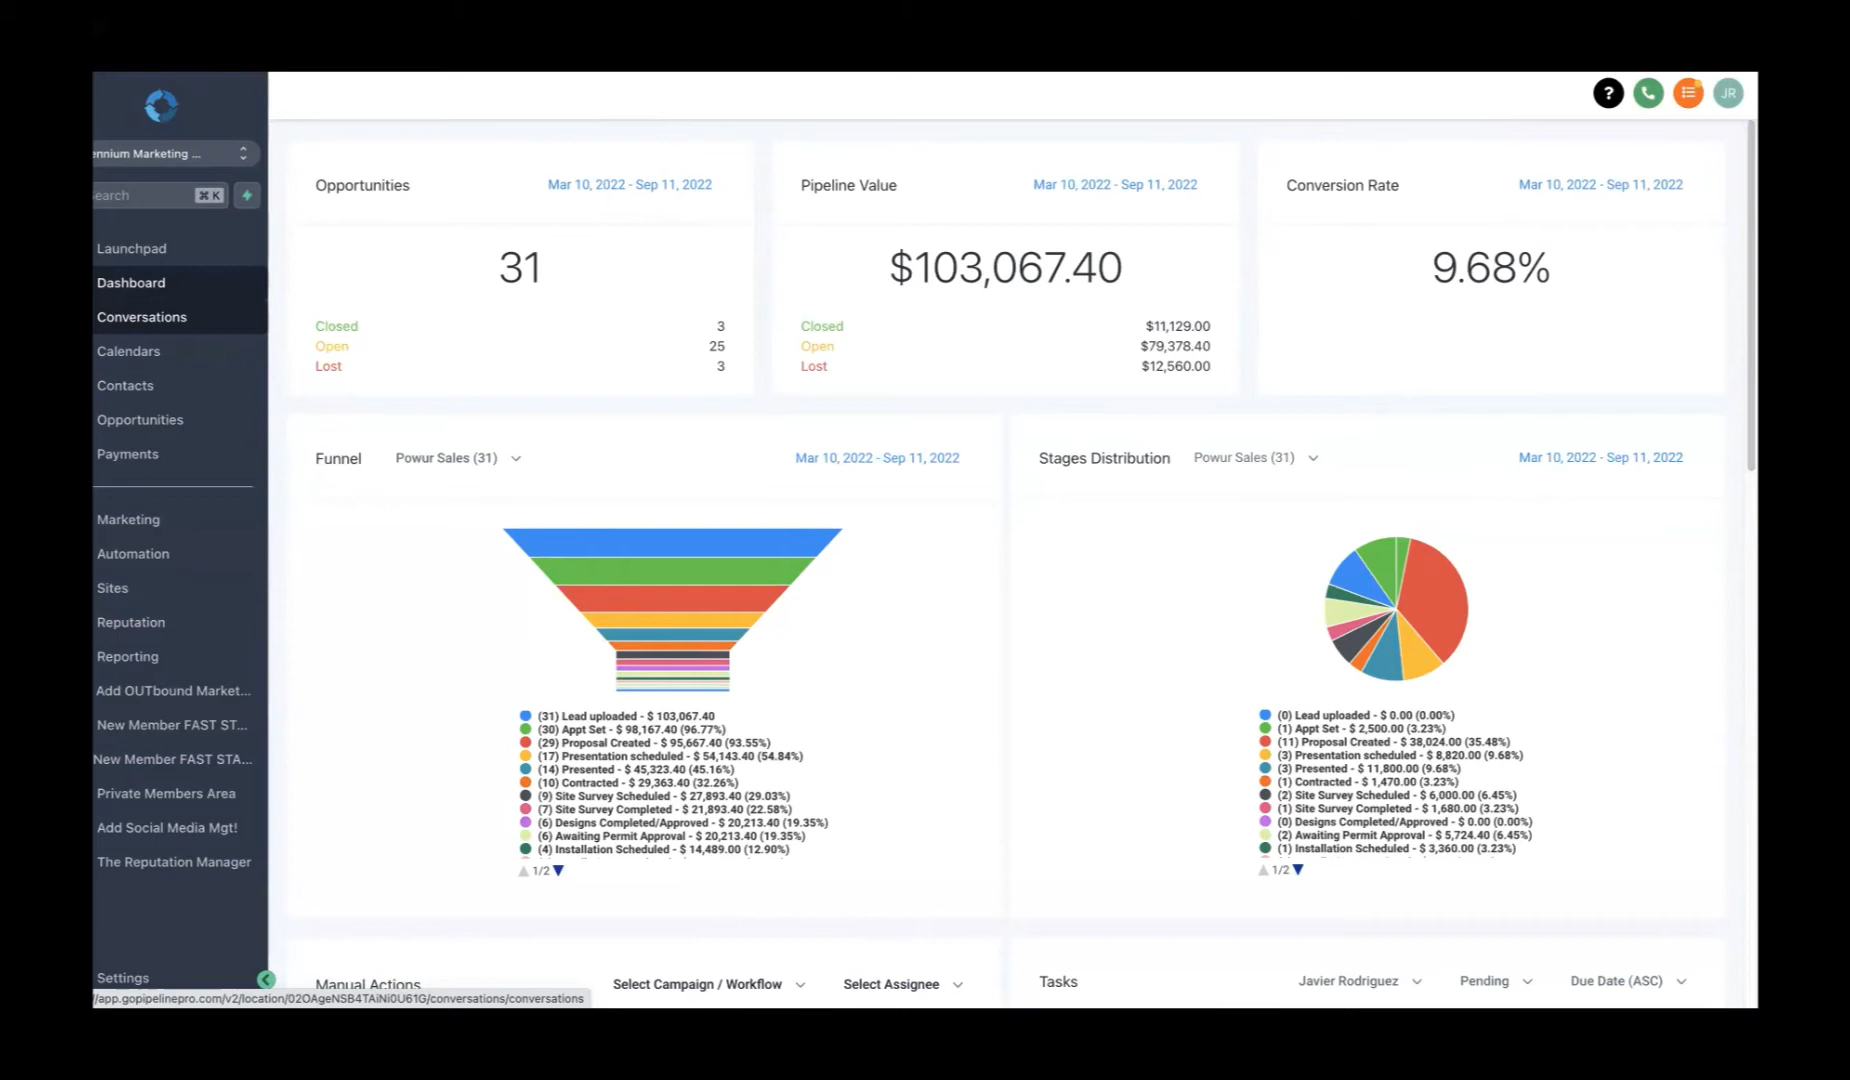 ennium Marketing ...
Search
⌘ K
Launchpad
Dashboard
Conversations
Calendars
Contacts
Opportunities
Payments
Marketing
Automation
Sites
Reputation
Reporting
Add OUTbound Market...
New Member FAST ST...
New Member FAST STA...
Private Members Area
Add Social Media Mgt!
The Reputation Manager
Settings
/app.gopipelinepro.com/v2/location/02OAgeNSB4TAiNi0U61G/conversations/conversations
?
JR
Opportunities
Mar 10, 2022 - Sep 11, 2022
31
Closed 3
Open 25
Lost 3
Pipeline Value
Mar 10, 2022 - Sep 11, 2022
$103,067.40
Closed $11,129.00
Open $79,378.40
Lost $12,560.00
Conversion Rate
Mar 10, 2022 - Sep 11, 2022
9.68%
Funnel
Powur Sales (31)
Mar 10, 2022 - Sep 11, 2022
(31) Lead uploaded - $ 103,067.40
(30) Appt Set - $ 98,167.40 (96.77%)
(29) Proposal Created - $ 95,667.40 (93.55%)
(17) Presentation scheduled - $ 54,143.40 (54.84%)
(14) Presented - $ 45,323.40 (45.16%)
(10) Contracted - $ 29,363.40 (32.26%)
(9) Site Survey Scheduled - $ 27,893.40 (29.03%)
(7) Site Survey Completed - $ 21,893.40 (22.58%)
(6) Designs Completed/Approved - $ 20,213.40 (19.35%)
(6) Awaiting Permit Approval - $ 20,213.40 (19.35%)
(4) Installation Scheduled - $ 14,489.00 (12.90%)
1/2
Stages Distribution
Powur Sales (31)
Mar 10, 2022 - Sep 11, 2022
(0) Lead uploaded - $ 0.00 (0.00%)
(1) Appt Set - $ 2,500.00 (3.23%)
(11) Proposal Created - $ 38,024.00 (35.48%)
(3) Presentation scheduled - $ 8,820.00 (9.68%)
(3) Presented - $ 11,800.00 (9.68%)
(1) Contracted - $ 1,470.00 (3.23%)
(2) Site Survey Scheduled - $ 6,000.00 (6.45%)
(1) Site Survey Completed - $ 1,680.00 (3.23%)
(0) Designs Completed/Approved - $ 0.00 (0.00%)
(2) Awaiting Permit Approval - $ 5,724.40 (6.45%)
(1) Installation Scheduled - $ 3,360.00 (3.23%)
1/2
Manual Actions
Select Campaign / Workflow
Select Assignee
Tasks
Javier Rodriguez
Pending
Due Date (ASC)